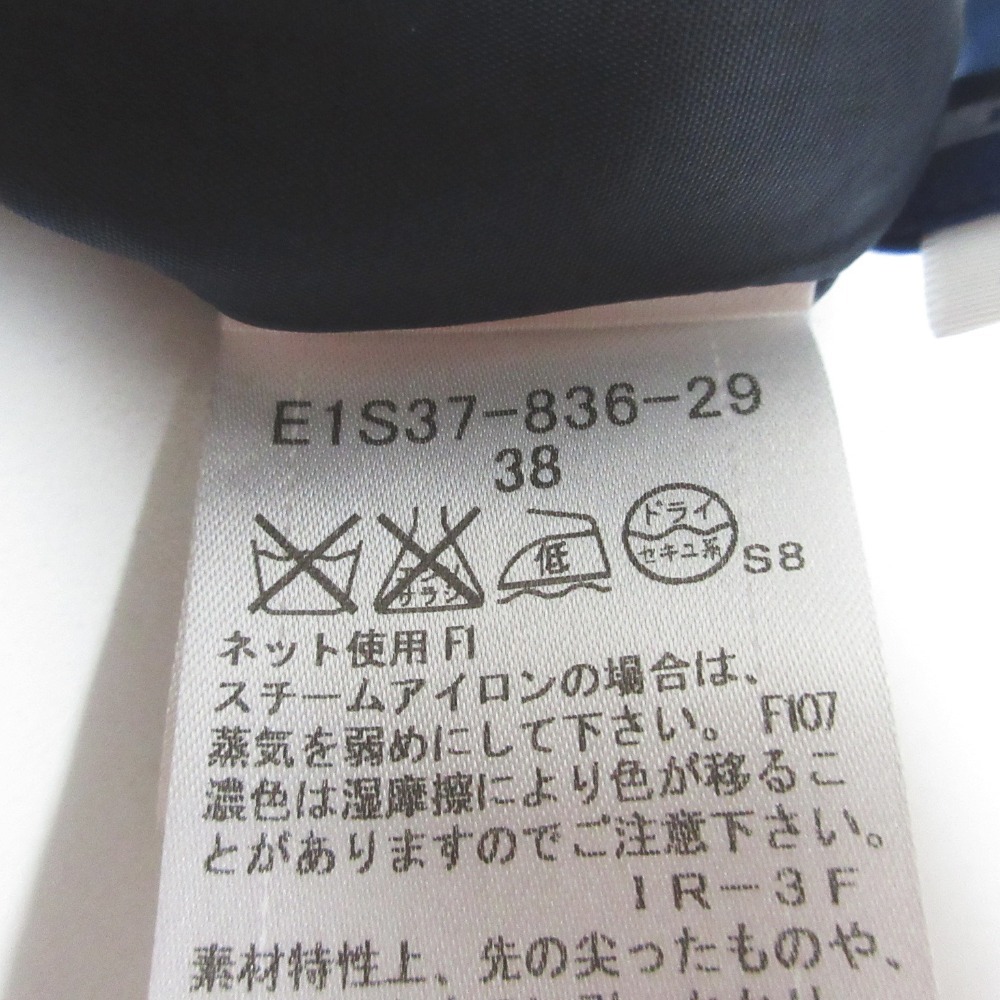 E1S37-836-29
38
低
ドライ
セキユ系
S8
ネット使用 F1
スチームアイロンの場合は、
蒸気を弱めにして下さい。 F107
濃色は湿摩擦により色が移るこ
とがありますのでご注意下さい。
IR-3F
素材特性上、先の尖ったものや、